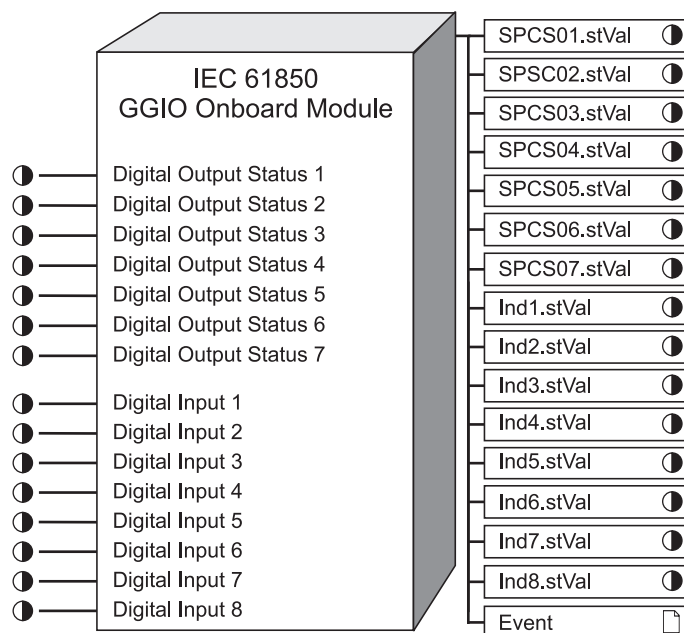 IEC 61850
GGIO Onboard Module
Digital Output Status 1
Digital Output Status 2
Digital Output Status 3
Digital Output Status 4
Digital Output Status 5
Digital Output Status 6
Digital Output Status 7
Digital Input 1
Digital Input 2
Digital Input 3
Digital Input 4
Digital Input 5
Digital Input 6
Digital Input 7
Digital Input 8
SPCS01.stVal
SPSC02.stVal
SPCS03.stVal
SPCS04.stVal
SPCS05.stVal
SPCS06.stVal
SPCS07.stVal
Ind1.stVal
Ind2.stVal
Ind3.stVal
Ind4.stVal
Ind5.stVal
Ind6.stVal
Ind7.stVal
Ind8.stVal
Event